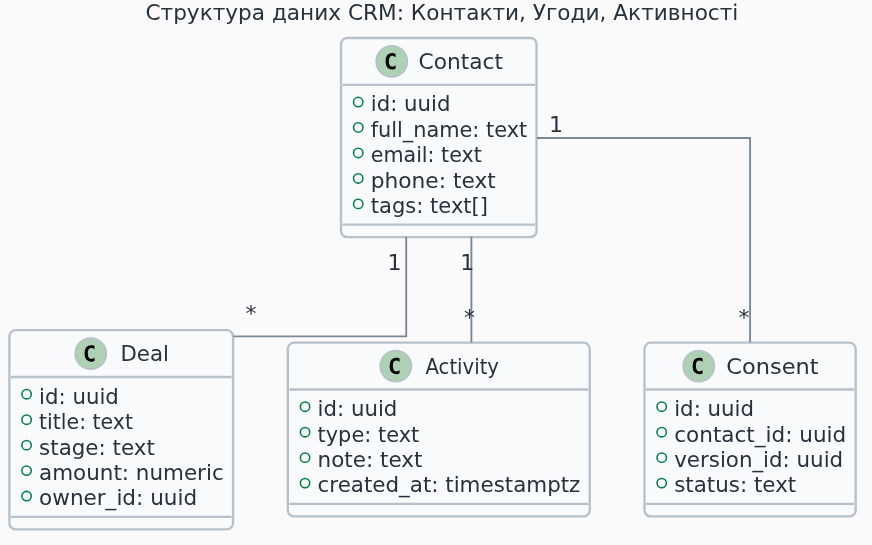 Структура даних CRM: Контакти, Угоди, Активності
C Contact
id: uuid
full_name: text
email: text
phone: text
tags: text[]
1
1
1
*
*
*
C Deal
id: uuid
title: text
stage: text
amount: numeric
owner_id: uuid
C Activity
id: uuid
type: text
note: text
created_at: timestamptz
C Consent
id: uuid
contact_id: uuid
version_id: uuid
status: text